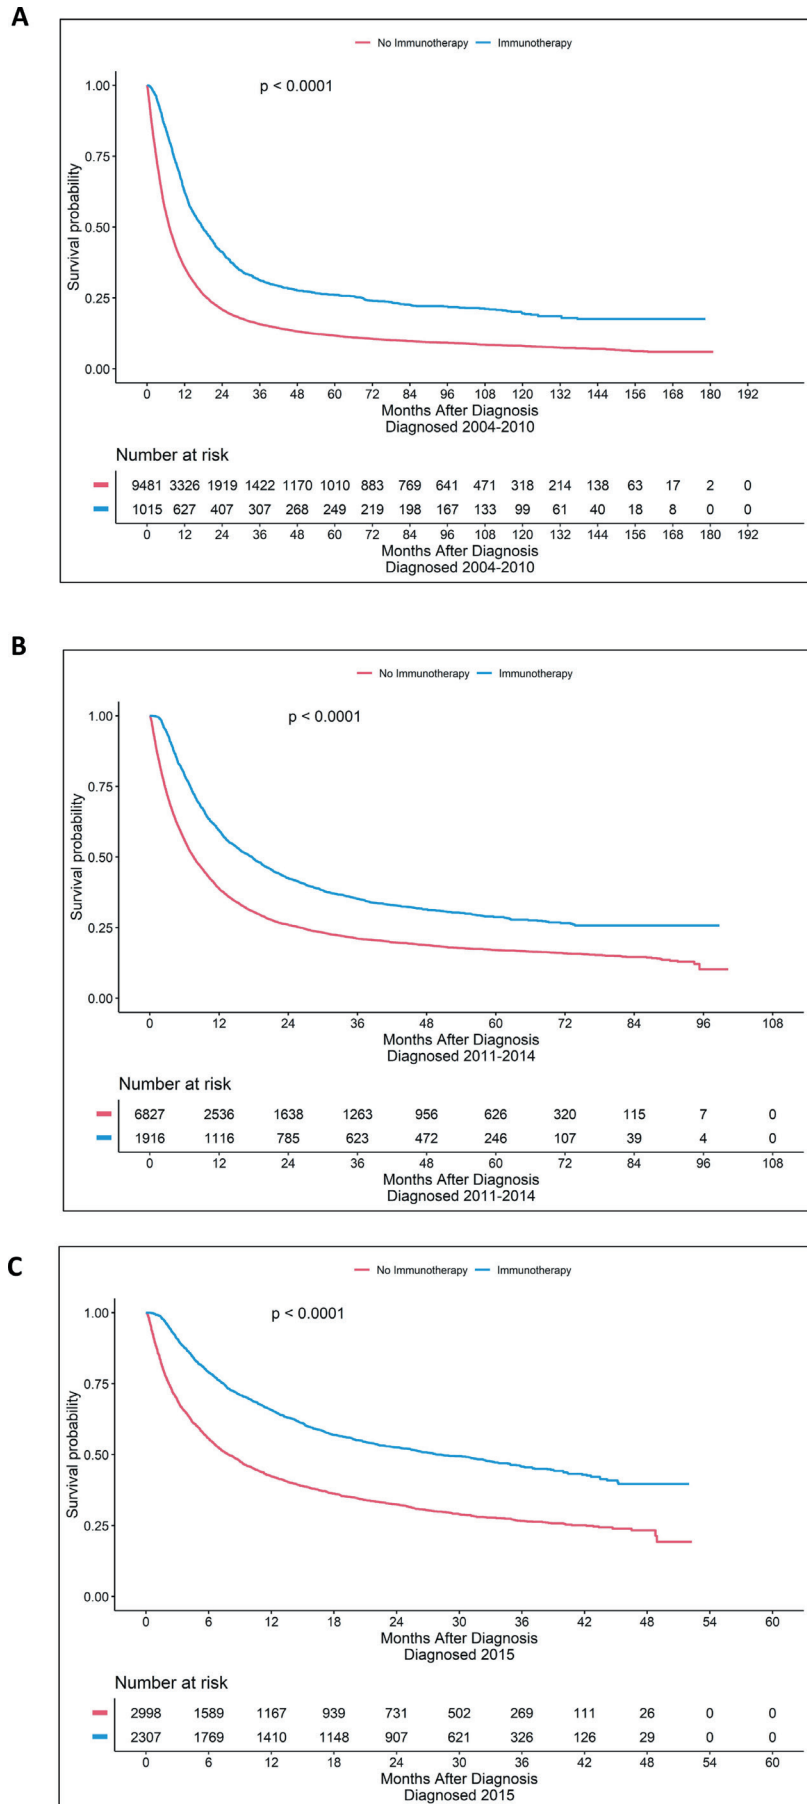 A
No Immunotherapy Immunotherapy
p < 0.0001
Survival probability
1.00
0.75
0.50
0.25
0.00
0 12 24 36 48 60 72 84 96 108 120 132 144 156 168 180 192
Months After Diagnosis
Diagnosed 2004-2010
Number at risk
9481 3326 1919 1422 1170 1010 883 769 641 471 318 214 138 63 17 2 0
1015 627 407 307 268 249 219 198 167 133 99 61 40 18 8 0 0
0 12 24 36 48 60 72 84 96 108 120 132 144 156 168 180 192
Months After Diagnosis
Diagnosed 2004-2010
B
No Immunotherapy Immunotherapy
p < 0.0001
Survival probability
1.00
0.75
0.50
0.25
0.00
0 12 24 36 48 60 72 84 96 108
Months After Diagnosis
Diagnosed 2011-2014
Number at risk
6827 2536 1638 1263 956 626 320 115 7 0
1916 1116 785 623 472 246 107 39 4 0
0 12 24 36 48 60 72 84 96 108
Months After Diagnosis
Diagnosed 2011-2014
C
No Immunotherapy Immunotherapy
p < 0.0001
Survival probability
1.00
0.75
0.50
0.25
0.00
0 6 12 18 24 30 36 42 48 54 60
Months After Diagnosis
Diagnosed 2015
Number at risk
2998 1589 1167 939 731 502 269 111 26 0 0
2307 1769 1410 1148 907 621 326 126 29 0 0
0 6 12 18 24 30 36 42 48 54 60
Months After Diagnosis
Diagnosed 2015